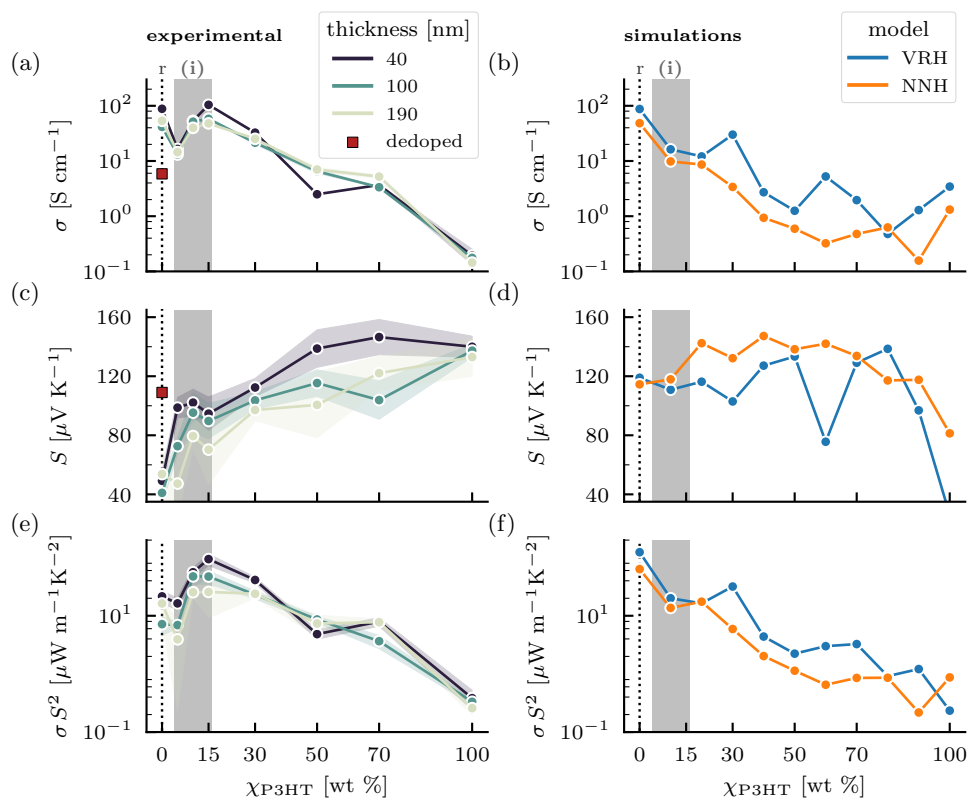 experimental
thickness [nm]
40
100
190
dedoped
simulations
model
VRH
NNH
(a)
r
(i)
10²
10¹
10⁰
10⁻¹
σ [S cm⁻¹]
(b)
r
(i)
10²
10¹
10⁰
10⁻¹
σ [S cm⁻¹]
(c)
160
120
80
40
S [μV K⁻¹]
(d)
160
120
80
40
S [μV K⁻¹]
(e)
10¹
10⁻¹
σ S² [μW m⁻¹K⁻²]
0
15
30
50
70
100
χP3HT [wt %]
(f)
10¹
10⁻¹
σ S² [μW m⁻¹K⁻²]
0
15
30
50
70
100
χP3HT [wt %]